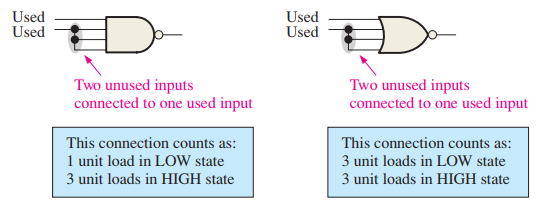 Used
Used
Two unused inputs
connected to one used input
This connection counts as:
1 unit load in LOW state
3 unit loads in HIGH state
Used
Used
Two unused inputs
connected to one used input
This connection counts as:
3 unit loads in LOW state
3 unit loads in HIGH state